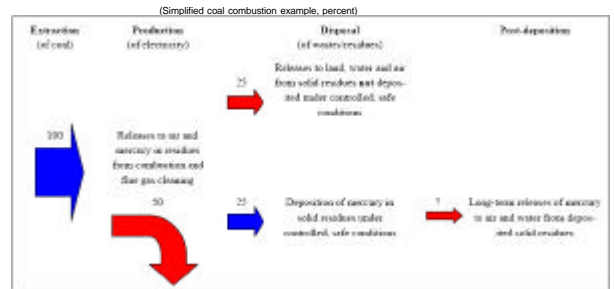 (Simplified coal combustion example, percent)
Extraction
(of coal)
Production
(of electricity)
Disposal
(of wastes/residues)
Post-deposition
Releases to land, water and air
from solid residues not depos-
ited under controlled, safe
conditions
25
100
Releases to air and
mercury in residues
from combustion and
flue gas cleaning
50
25
Deposition of mercury in
solid residues under
controlled, safe conditions
?
Long-term releases of mercury
to air and water from depos-
ited solid residues